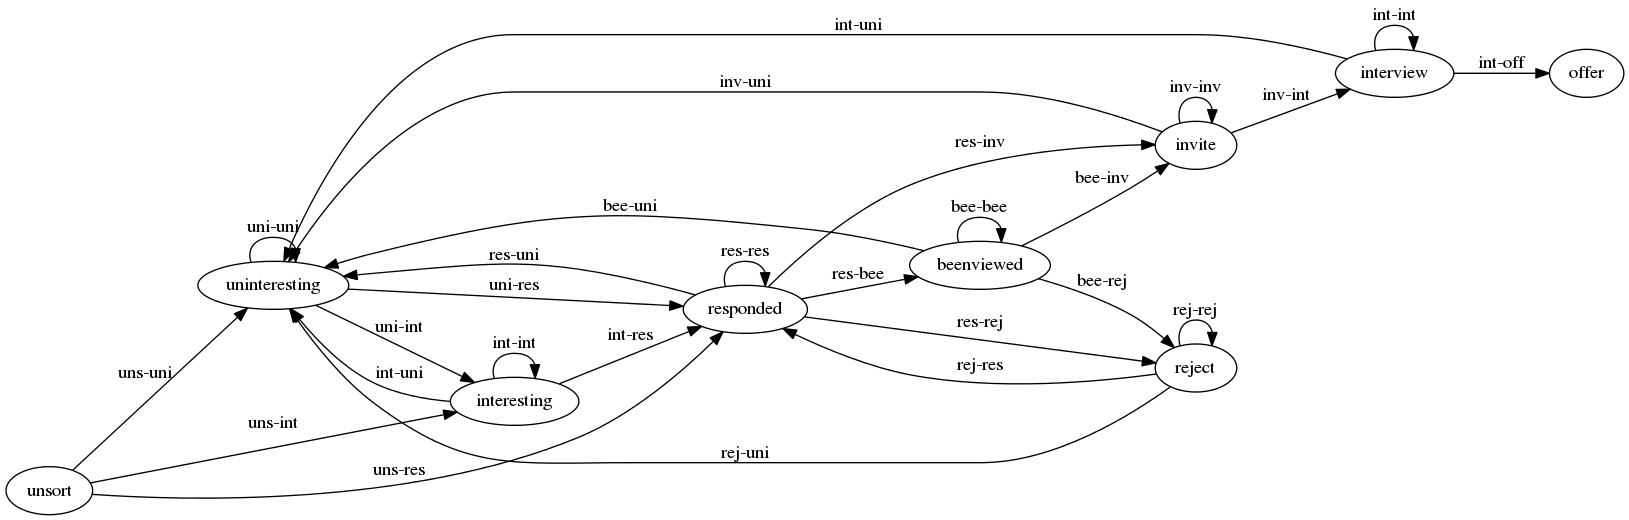 int-int
int-uni
int-off
interview
offer
inv-uni
inv-inv
inv-int
res-inv
invite
bee-inv
bee-uni
bee-bee
uni-uni
res-uni
res-res
beenviewed
res-bee
uninteresting
uni-res
bee-rej
responded
rej-rej
uni-int
int-int
int-res
res-rej
int-uni
rej-res
reject
uns-uni
interesting
uns-int
rej-uni
uns-res
unsort